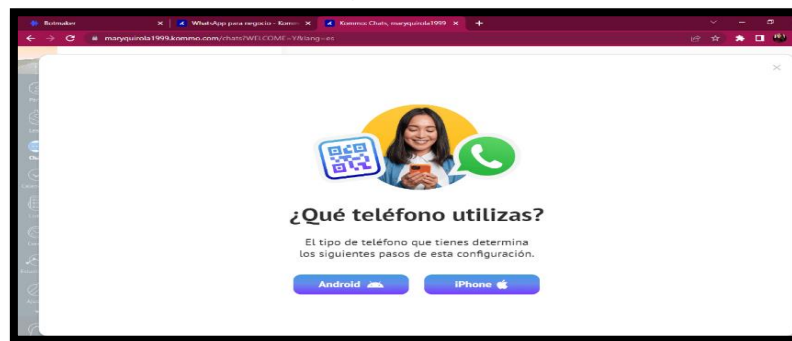 Botmaker
WhatsApp para negocio - Komm
Kommo: Chats, maryquirola1999
maryquirola1999.kommo.com/chats?WELCOME=Y&lang=es
¿Qué teléfono utilizas?
El tipo de teléfono que tienes determina
los siguientes pasos de esta configuración.
Android
iPhone